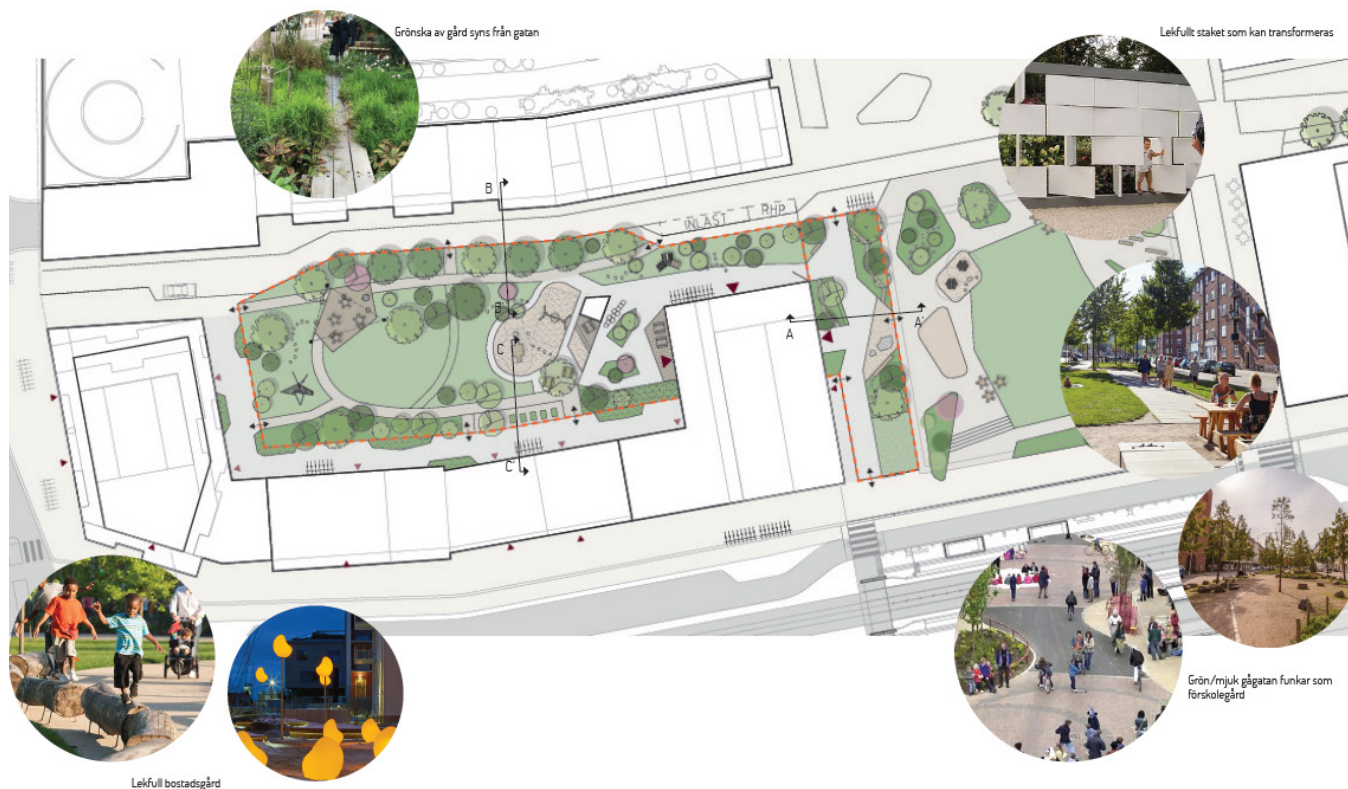 Grönska av gård syns från gatan
Lekfullt staket som kan transformeras
B
INLAST
RHP
B'
A
A'
C
C'
Grön/mjuk gågatan funkar som
förskolegård
Lekfull bostadsgård